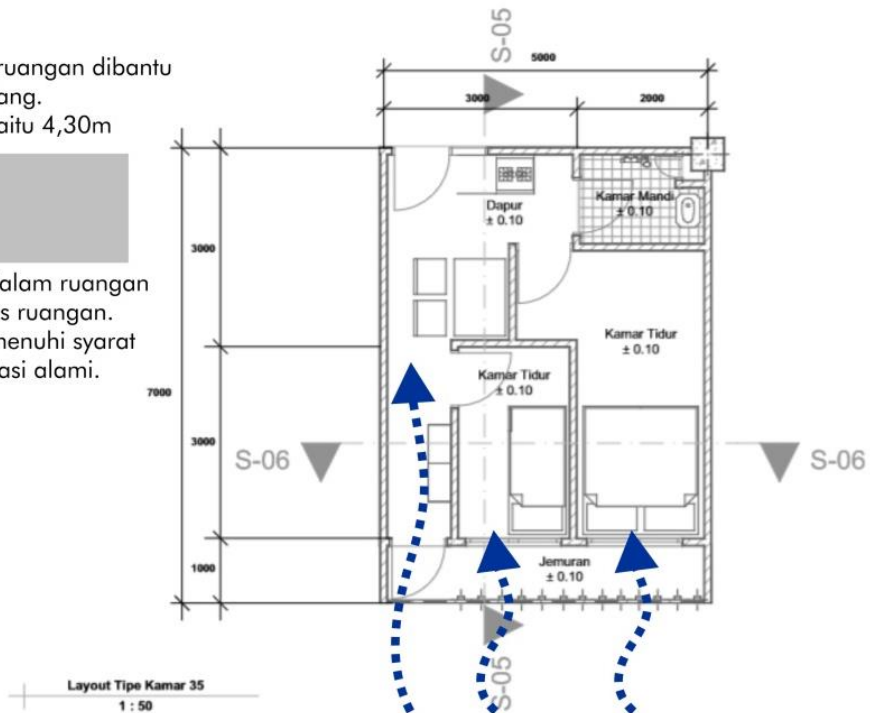 ruangan dibantu
ang.
aitu 4,30m
alam ruangan
s ruangan.
nenuhi syarat
asi alami.
S-05
5000
3000
2000
Dapur
± 0.10
Kamar Mandi
± 0.10
3000
Kamar Tidur
± 0.10
Kamar Tidur
± 0.10
7000
3000
S-06
S-06
1000
Jemuran
± 0.10
S-05
Layout Tipe Kamar 35
1 : 50